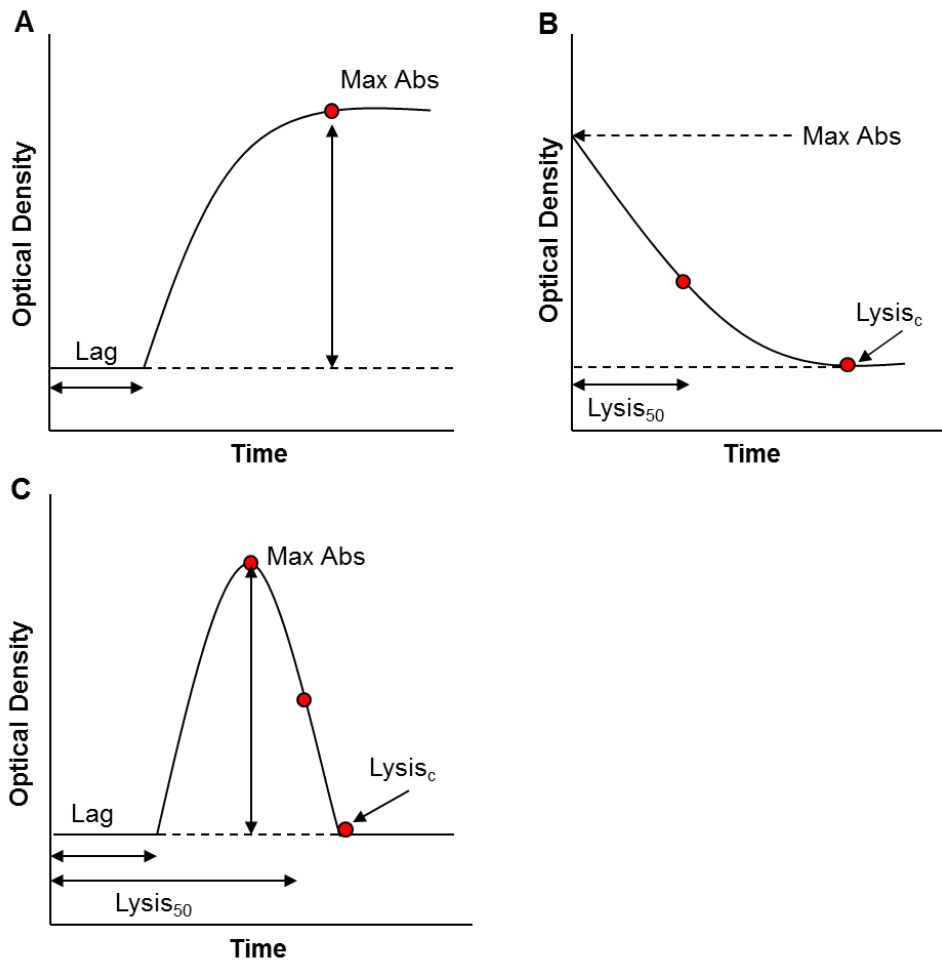 A
Max Abs
Optical Density
Lag
Time
B
Max Abs
Optical Density
Lysisc
Lysis50
Time
C
Max Abs
Optical Density
Lysisc
Lag
Lysis50
Time